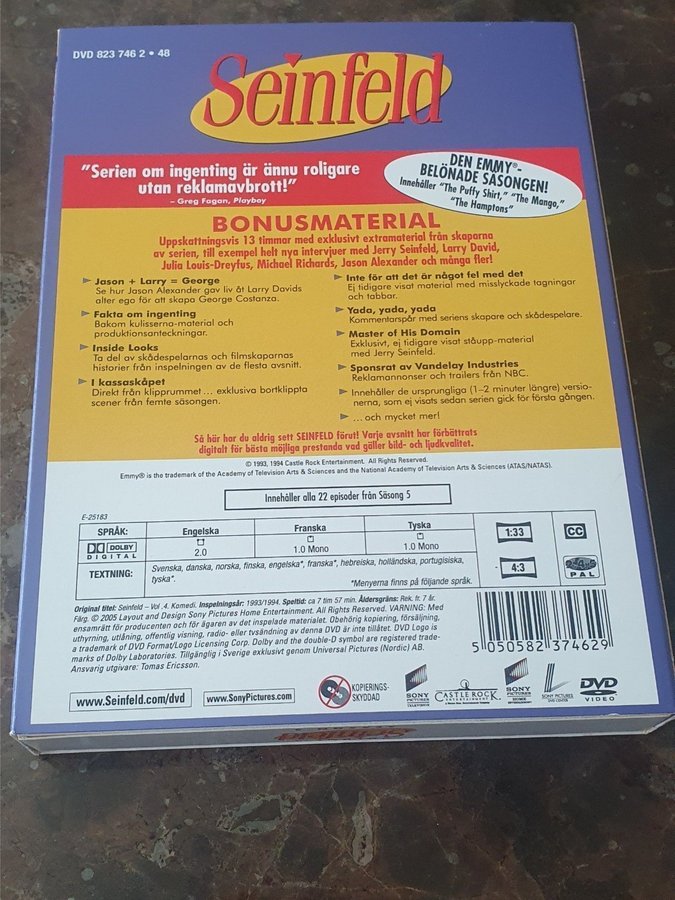 DVD 823 746 2 • 48
Seinfeld
"Serien om ingenting är ännu roligare
utan reklamavbrott!"
– Greg Fagan, Playboy
DEN EMMY®-
BELÖNADE SÄSONGEN!
Innehåller "The Puffy Shirt," "The Mango,"
"The Hamptons"
BONUSMATERIAL
Uppskattningsvis 13 timmar med exklusivt extramaterial från skaparna
av serien, till exempel helt nya intervjuer med Jerry Seinfeld, Larry David,
Julia Louis-Dreyfus, Michael Richards, Jason Alexander och många fler!
Jason + Larry = George
Se hur Jason Alexander gav liv åt Larry Davids
alter ego för att skapa George Costanza.
Fakta om ingenting
Bakom kulisserna-material och
produktionsanteckningar.
Inside Looks
Ta del av skådespelarnas och filmskaparnas
historier från inspelningen av de flesta avsnitt.
I kassaskåpet
Direkt från klipprummet ... exklusiva bortklippta
scener från femte säsongen.
Inte för att det är något fel med det
Ej tidigare visat material med misslyckade tagningar
och tabbar.
Yada, yada, yada
Kommentarspår med seriens skapare och skådespelare.
Master of His Domain
Exklusivt, ej tidigare visat ståupp-material
med Jerry Seinfeld.
Sponsrat av Vandelay Industries
Reklamannonser och trailers från NBC.
Innehåller de ursprungliga (1–2 minuter längre) versio-
nerna, som ej visats sedan serien gick för första gången.
... och mycket mer!
Så här har du aldrig sett SEINFELD förut! Varje avsnitt har förbättrats
digitalt för bästa möjliga prestanda vad gäller bild- och ljudkvalitet.
© 1993, 1994 Castle Rock Entertainment. All Rights Reserved.
Emmy® is the trademark of the Academy of Television Arts & Sciences and the National Academy of Television Arts & Sciences (ATAS/NATAS).
Innehåller alla 22 episoder från Säsong 5
E-25183
SPRÅK: Engelska Franska Tyska
DOLBY DIGITAL 2.0 1.0 Mono 1.0 Mono
TEXTNING: Svenska, danska, norska, finska, engelska*, franska*, hebreiska, holländska, portugisiska,
tyska*.
*Menyerna finns på följande språk.
1:33
CC
4:3
PAL
Original titel: Seinfeld – Vol .4. Komedi. Inspelningsår: 1993/1994. Speltid: ca 7 tim 57 min. Åldersgräns: Rek. fr. 7 år.
Färg. © 2005 Layout and Design Sony Pictures Home Entertainment. All Rights Reserved. VARNING: Med
ensamrätt för producenten och för ägaren av det inspelade materialet. Obehörig kopiering, försäljning,
uthyrning, utlåning, offentlig visning, radio- eller tvsändning av denna DVD är inte tillåtet. DVD Logo is
a trademark of DVD Format/Logo Licensing Corp. Dolby and the double-D symbol are registered trade-
marks of Dolby Laboratories. Tillgänglig i Sverige exklusivt genom Universal Pictures (Nordic) AB.
Ansvarig utgivare: Tomas Ericsson.
5 050582 374629
www.Seinfeld.com/dvd
www.SonyPictures.com
KOPIERINGS-
SKYDDAD
SONY
PICTURES
TELEVISION
CASTLE ROCK
ENTERTAINMENT
SONY
PICTURES
SONY PICTURES
DVD CENTER
DVD
VIDEO
Seinfeld